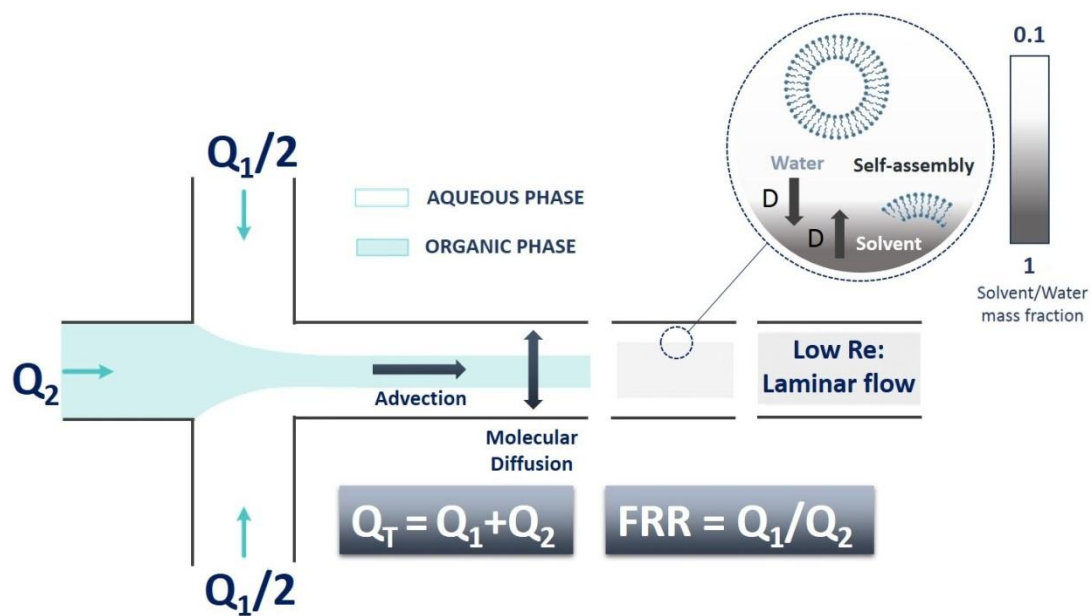 0.1
Q₁/2
Water
Self-assembly
D
AQUEOUS PHASE
D
Solvent
ORGANIC PHASE
1
Solvent/Water
mass fraction
Q₂
Low Re:
Laminar flow
Advection
Molecular
Diffusion
Q_T = Q₁+Q₂
FRR = Q₁/Q₂
Q₁/2